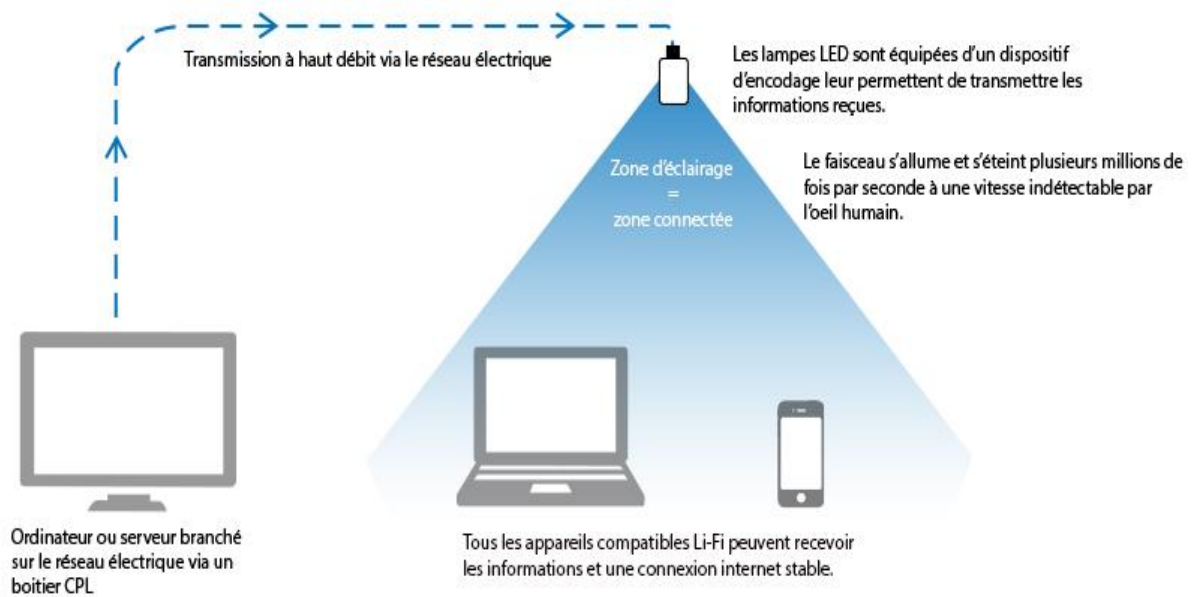 Transmission à haut débit via le réseau électrique
Les lampes LED sont équipées d'un dispositif
d'encodage leur permettent de transmettre les
informations reçues.
Zone d'éclairage
=
zone connectée
Le faisceau s'allume et s'éteint plusieurs millions de
fois par seconde à une vitesse indétectable par
l'oeil humain.
Ordinateur ou serveur branché
sur le réseau électrique via un
boitier CPL
Tous les appareils compatibles Li-Fi peuvent recevoir
les informations et une connexion internet stable.